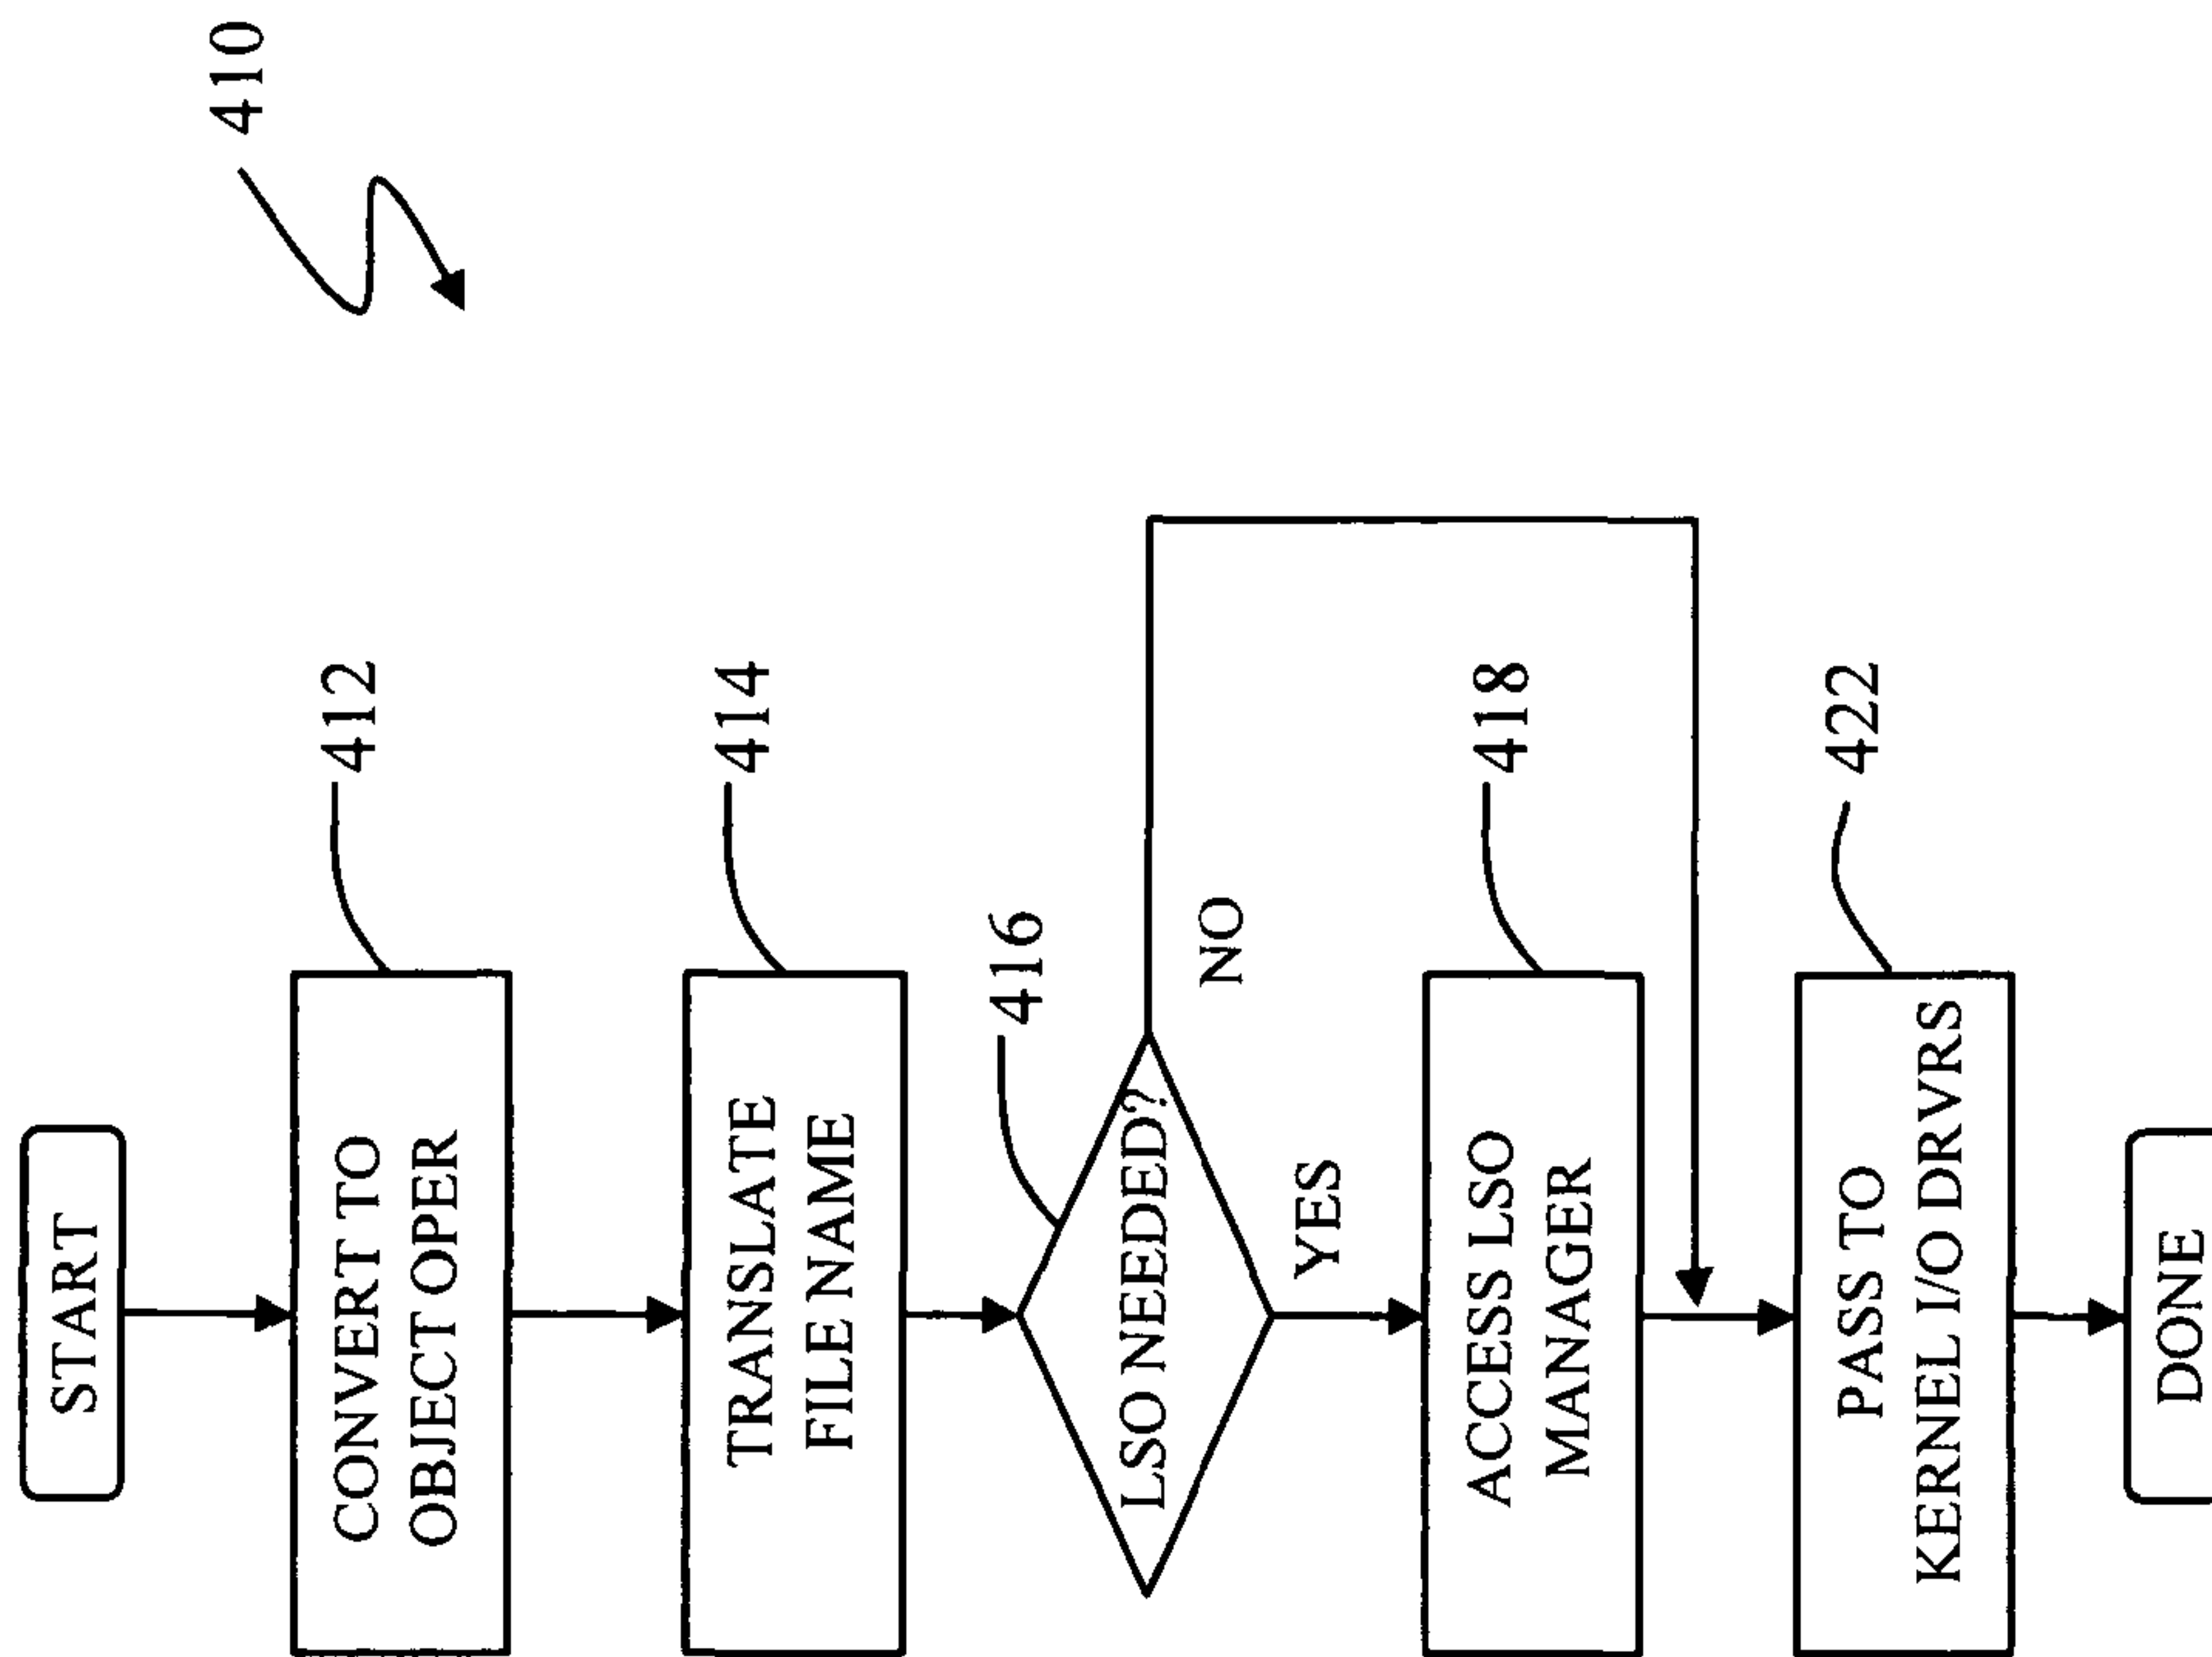 410
START
CONVERT TO
OBJECT OPER
412
TRANSLATE
FILE NAME
414
LSO NEEDED?
416
NO
YES
ACCESS LSO
MANAGER
418
PASS TO
KERNEL I/O DRVRS
422
DONE